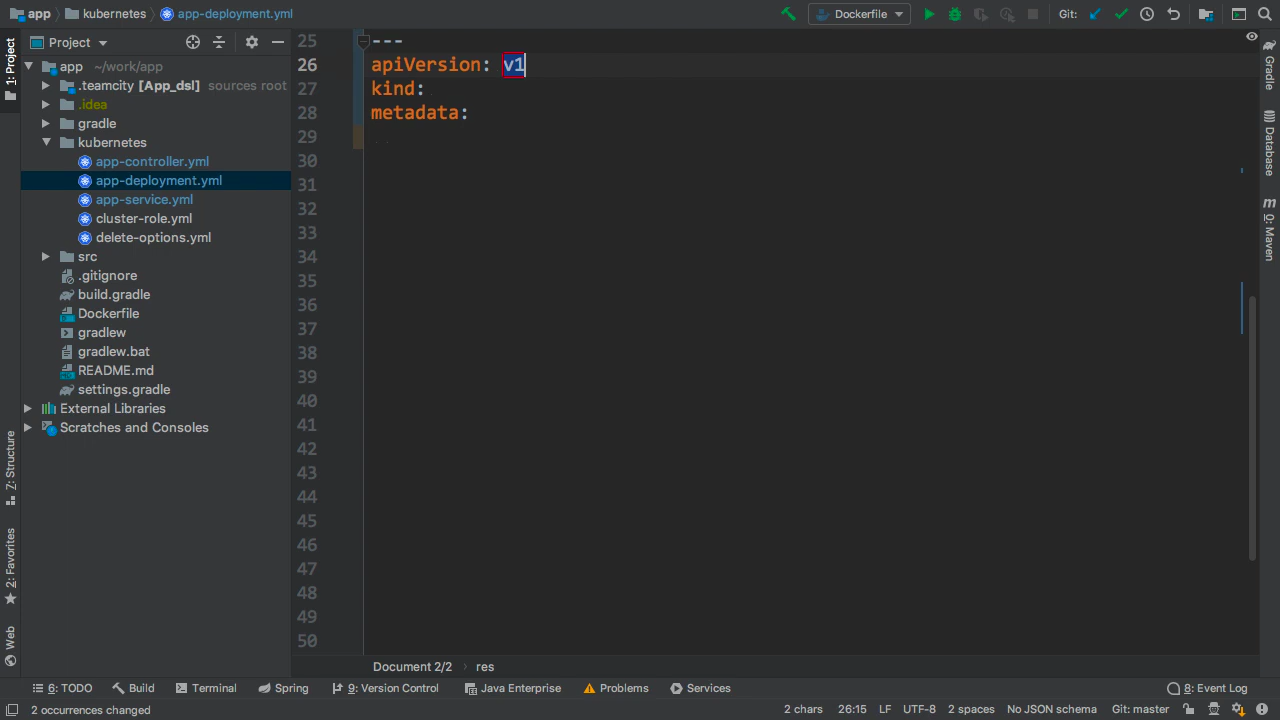 app kubernetes app-deployment.yml Dockerfile Git:
1: Project
Project
app ~/work/app
.teamcity [App_dsl] sources root
.idea
gradle
kubernetes
app-controller.yml
app-deployment.yml
app-service.yml
cluster-role.yml
delete-options.yml
src
.gitignore
build.gradle
Dockerfile
gradlew
gradlew.bat
README.md
settings.gradle
External Libraries
Scratches and Consoles
Z: Structure
2: Favorites
Web
25 ---
26 apiVersion: v1
27 kind:
28 metadata:
29
30
31
32
33
34
35
36
37
38
39
40
41
42
43
44
45
46
47
48
49
50
Gradle
Database
m 0: Maven
Document 2/2 › res
6: TODO Build Terminal Spring 9: Version Control Java Enterprise Problems Services 8: Event Log
2 occurrences changed 2 chars 26:15 LF UTF-8 2 spaces No JSON schema Git: master